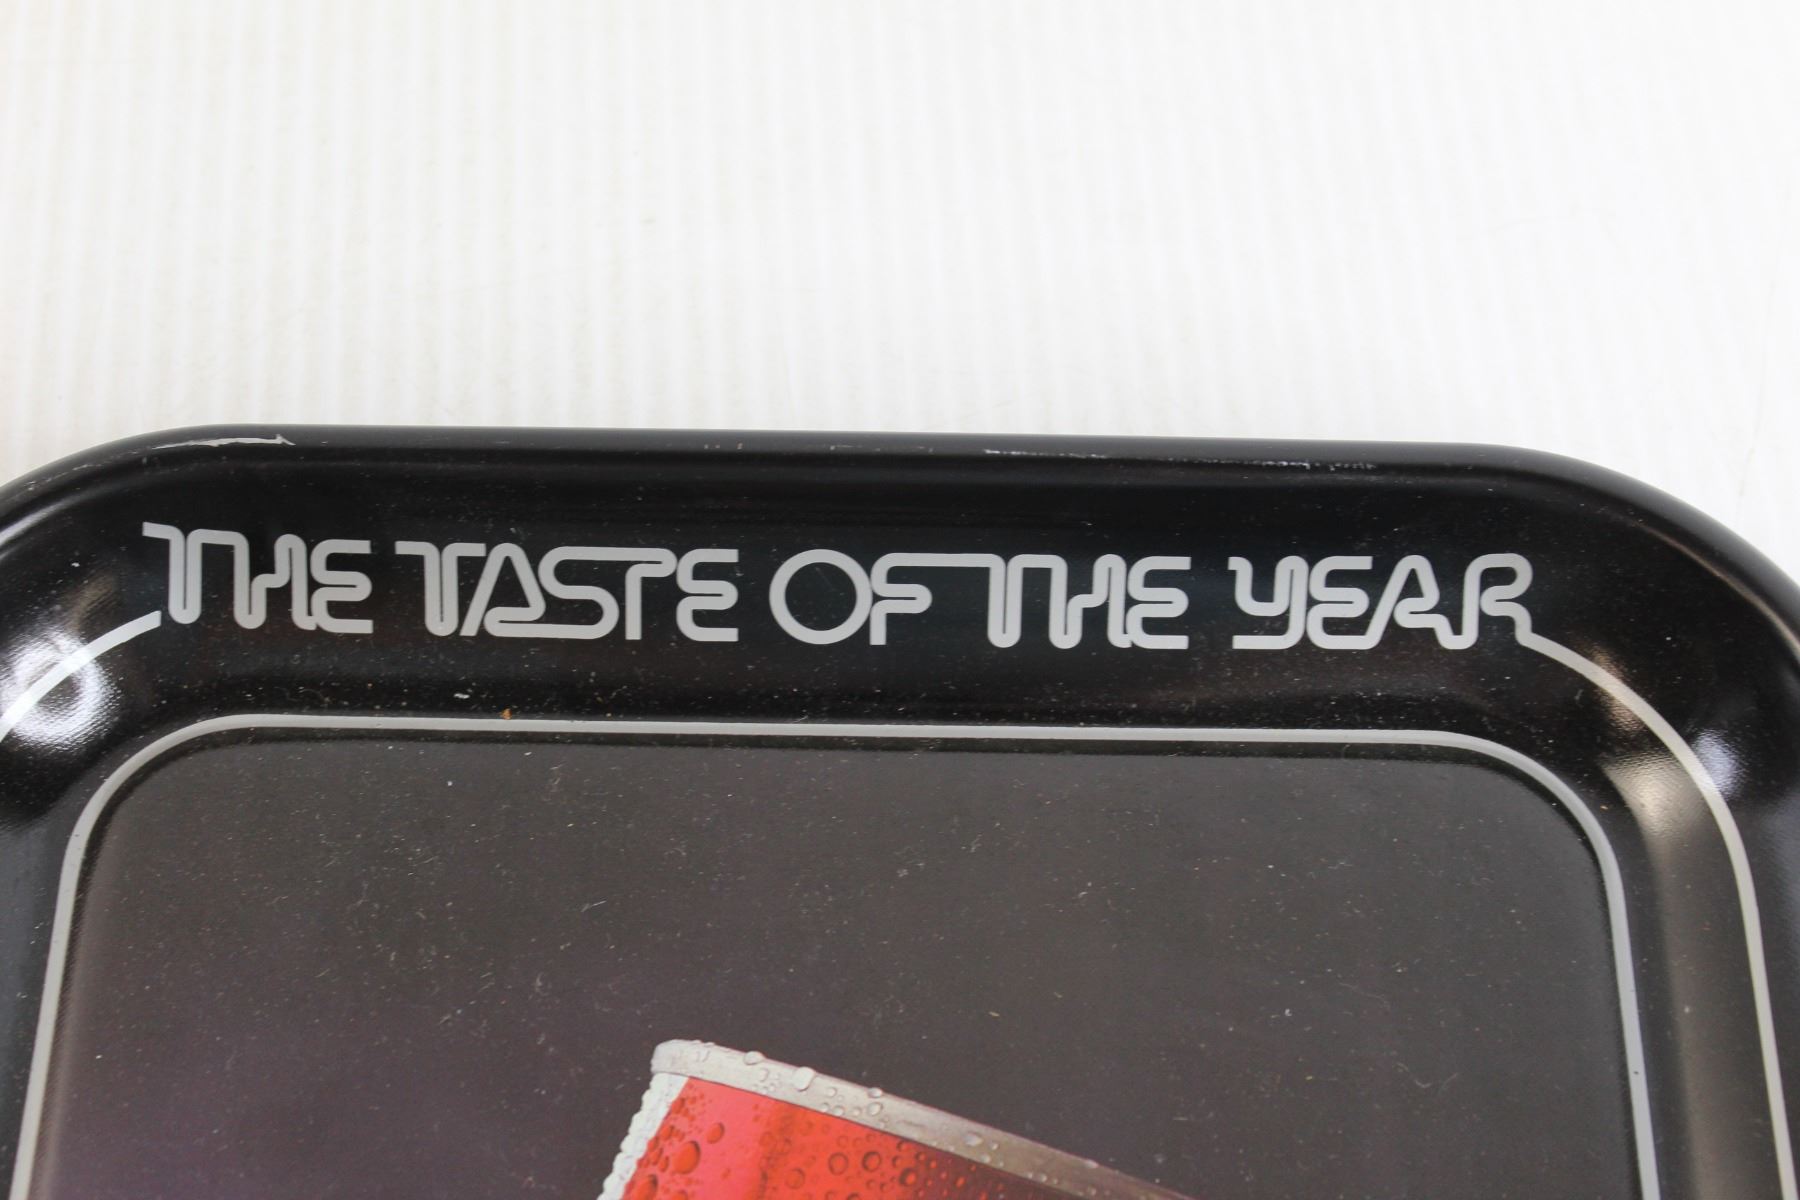 THE TASTE OF THE YEAR